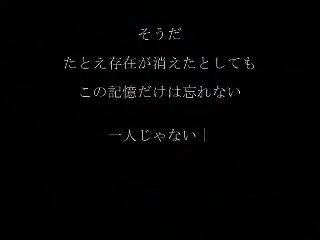 そうだ
たとえ存在が消えたとしても
この記憶だけは忘れない
一人じゃない|